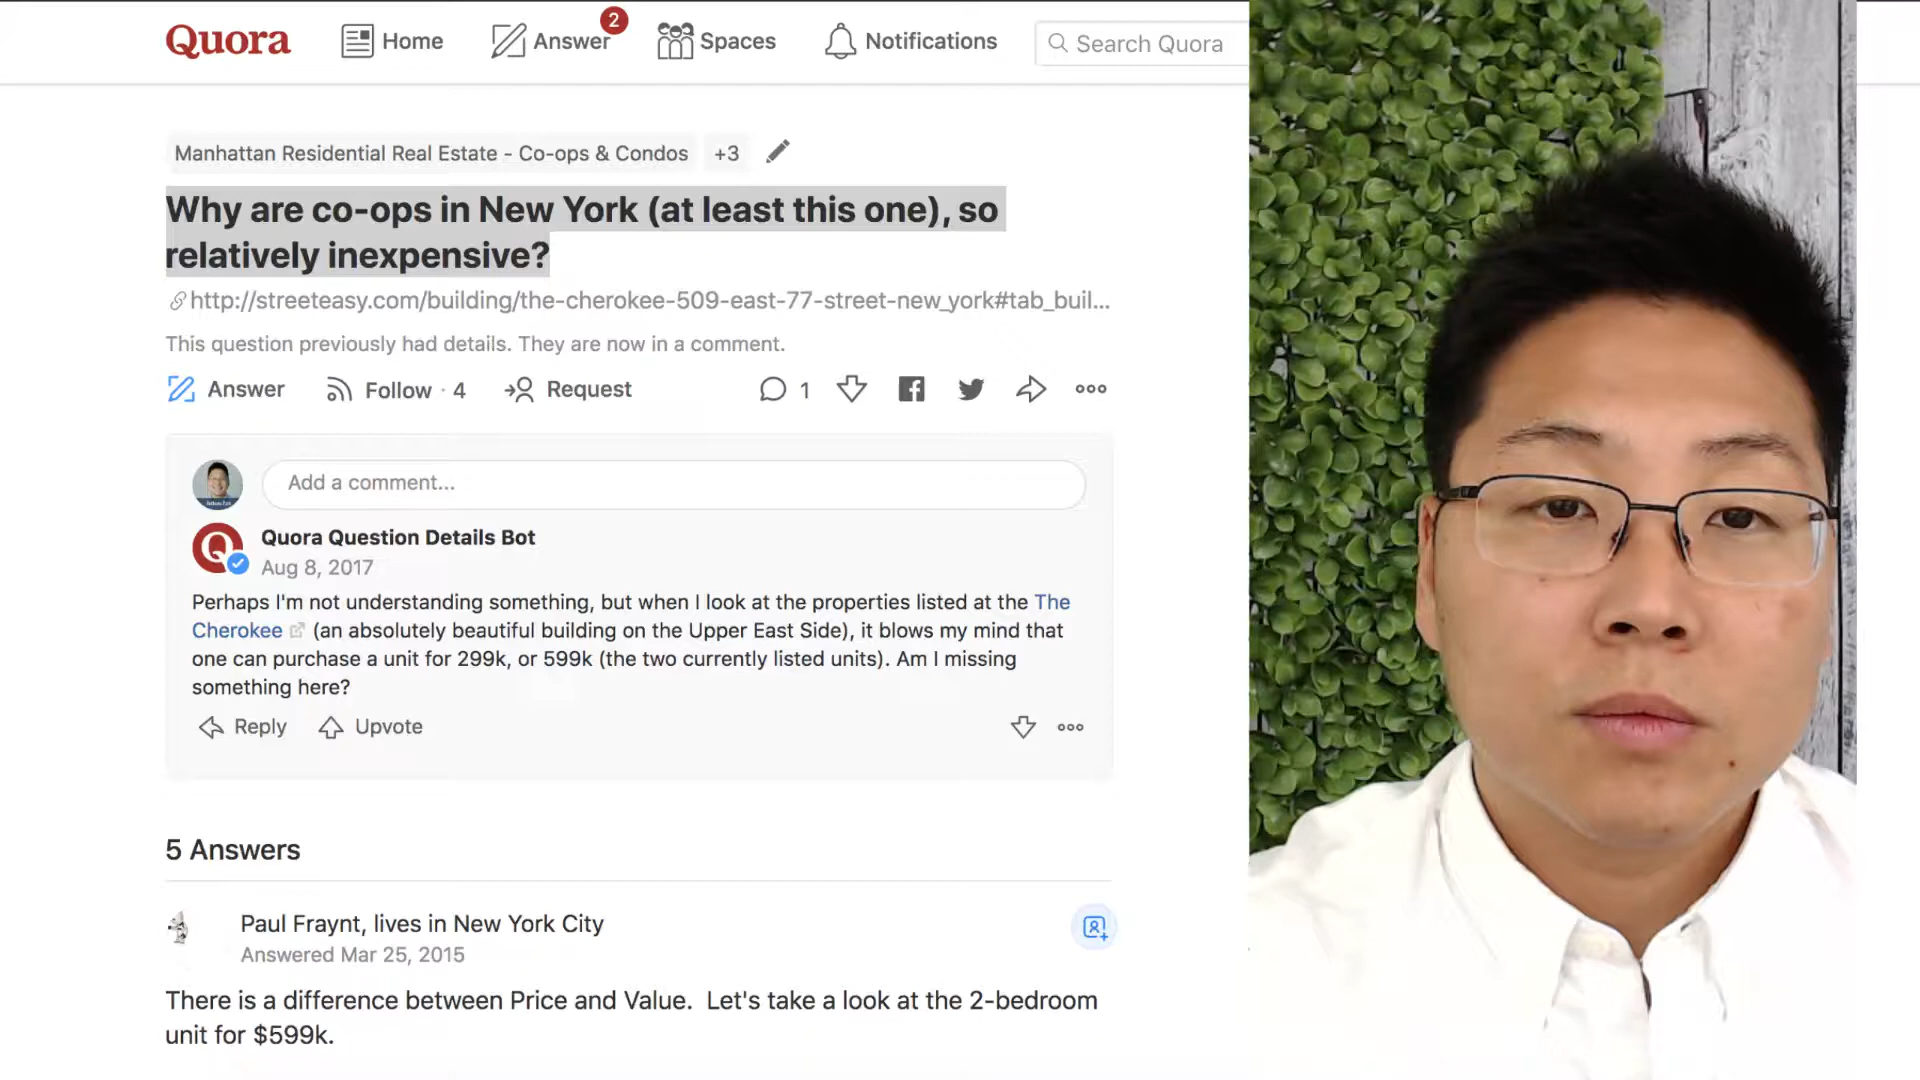 Quora
Home
Answer
2
Spaces
Notifications
Search Quora
Manhattan Residential Real Estate - Co-ops & Condos
+3
Why are co-ops in New York (at least this one), so
relatively inexpensive?
http://streeteasy.com/building/the-cherokee-509-east-77-street-new_york#tab_buil...
This question previously had details. They are now in a comment.
Answer
Follow · 4
Request
1
Add a comment...
Quora Question Details Bot
Aug 8, 2017
Perhaps I'm not understanding something, but when I look at the properties listed at the The
Cherokee (an absolutely beautiful building on the Upper East Side), it blows my mind that
one can purchase a unit for 299k, or 599k (the two currently listed units). Am I missing
something here?
Reply
Upvote
5 Answers
Paul Fraynt, lives in New York City
Answered Mar 25, 2015
There is a difference between Price and Value. Let's take a look at the 2-bedroom
unit for $599k.